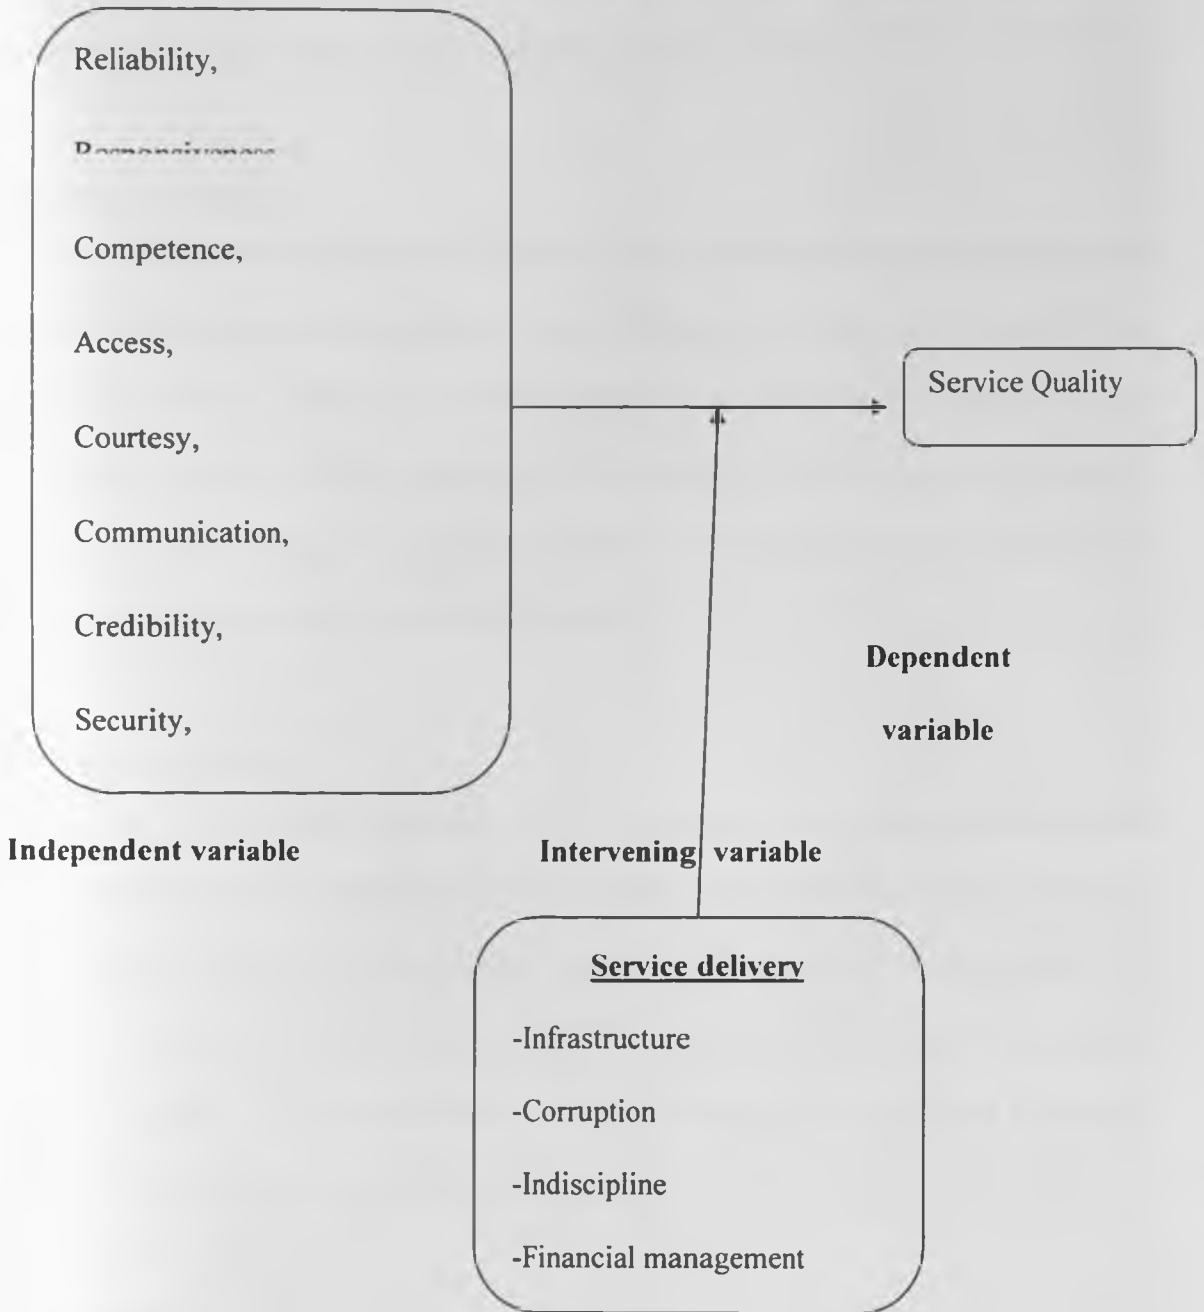 Reliability,
Competence,
Access,
Courtesy,
Communication,
Credibility,
Security,
Service Quality
Dependent
variable
Independent variable
Intervening variable
Service delivery
-Infrastructure
-Corruption
-Indiscipline
-Financial management